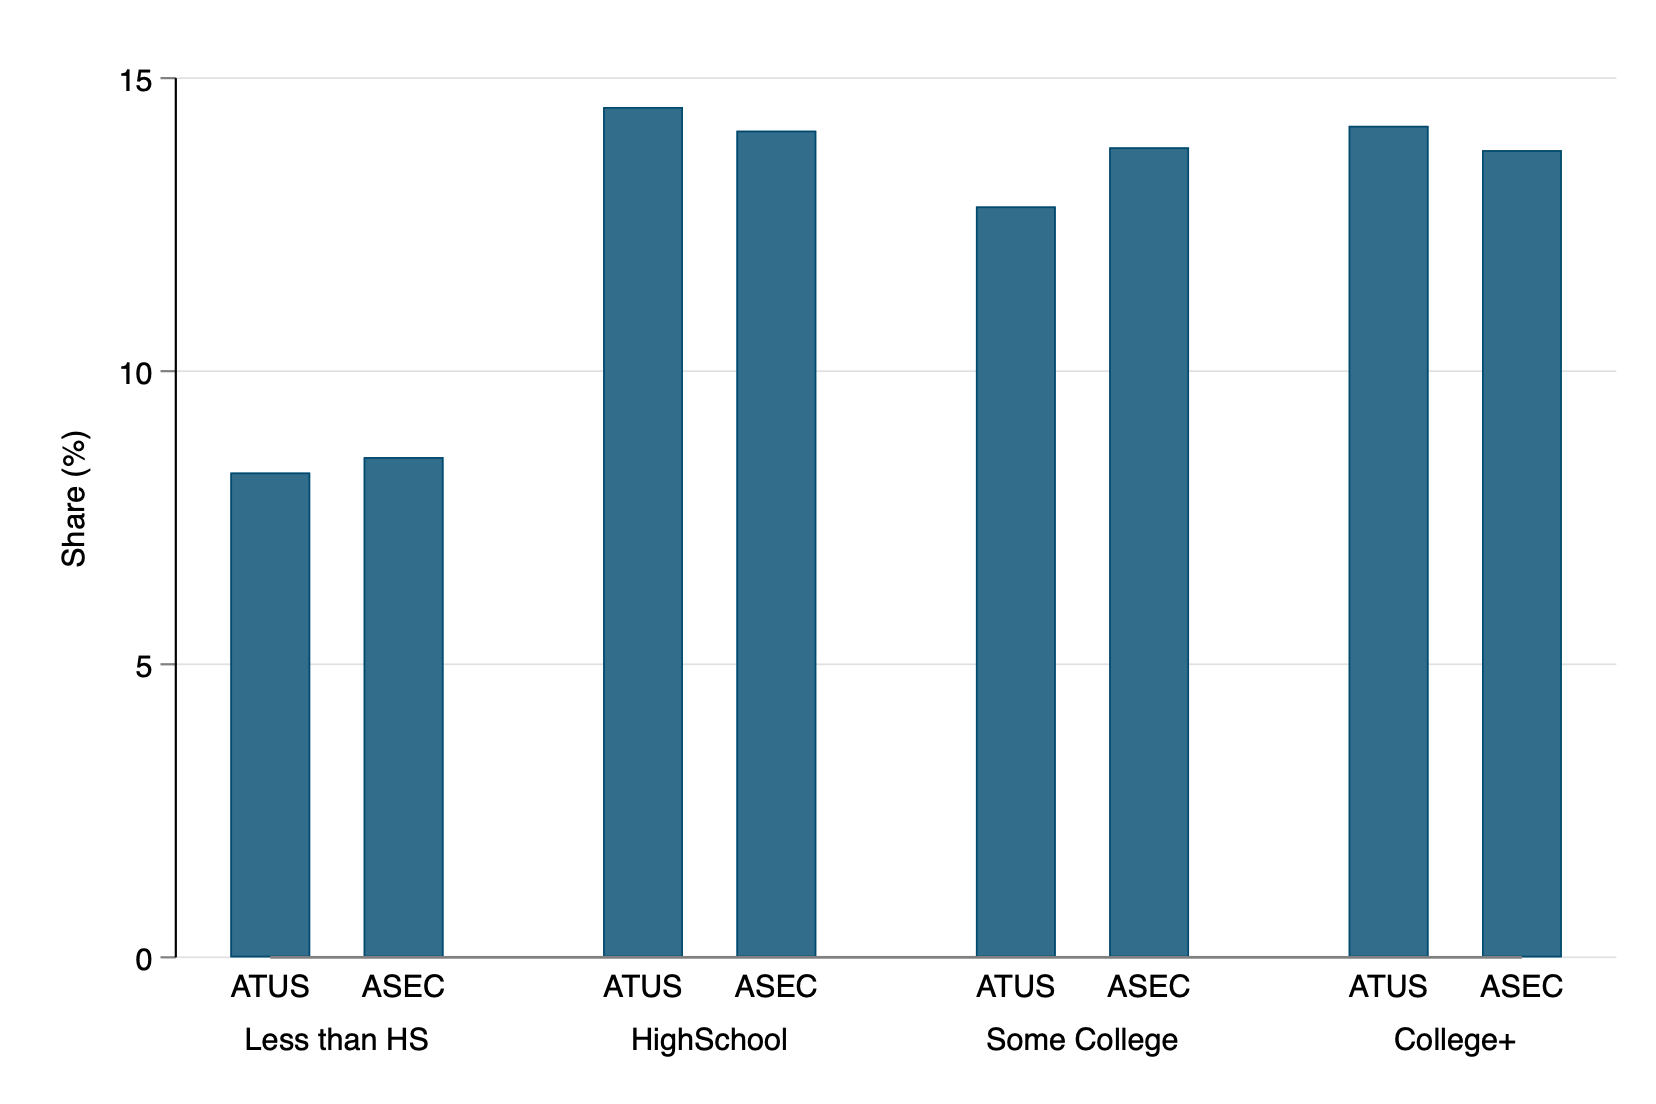 15
10
5
0
Share (%)
ATUS ASEC ATUS ASEC ATUS ASEC ATUS ASEC
Less than HS HighSchool Some College College+